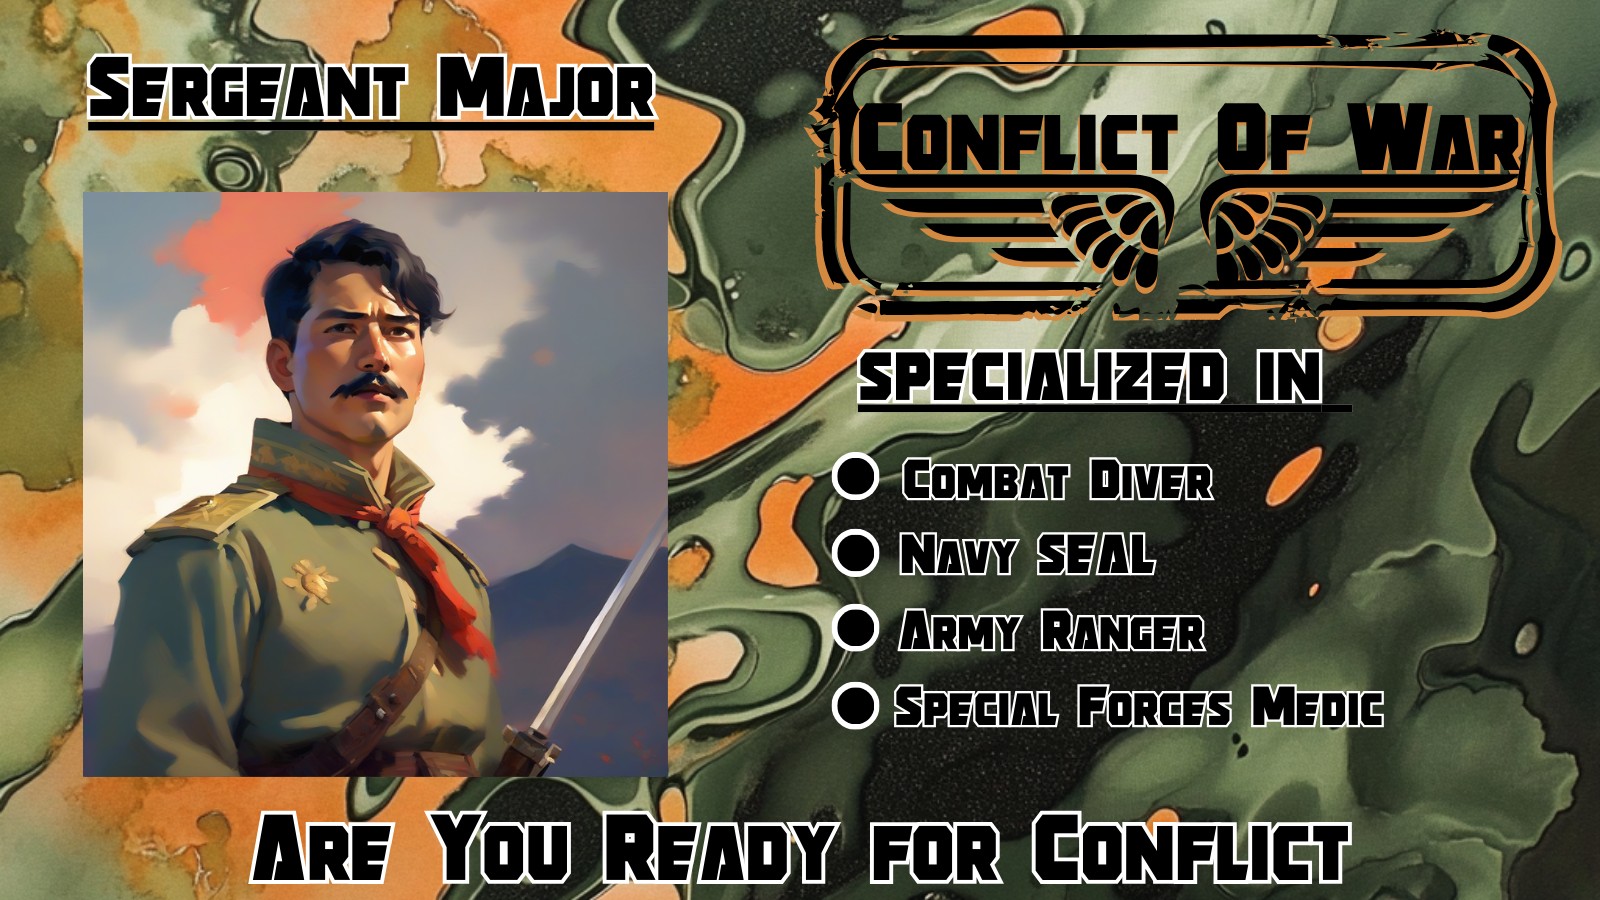 Sergeant Major
Conflict Of War
SPECIALIZED IN
Combat Diver
Navy SEAL
Army Ranger
Special Forces Medic
Are You Ready for Conflict